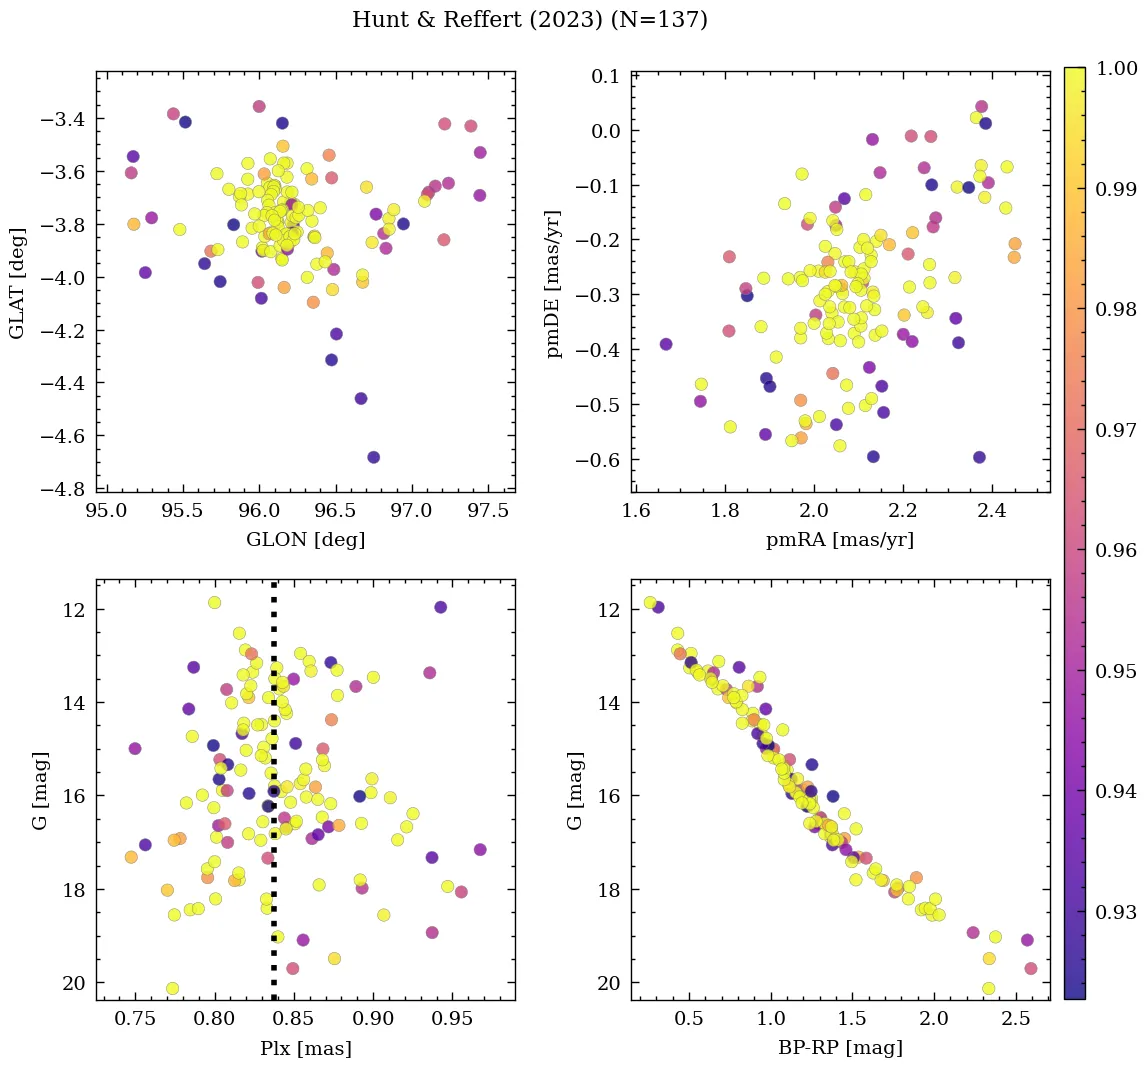 Hunt & Reffert (2023) (N=137)
−3.4
−3.6
−3.8
−4.0
−4.2
−4.4
−4.6
−4.8
GLAT [deg]
95.0 95.5 96.0 96.5 97.0 97.5
GLON [deg]
0.1
0.0
−0.1
−0.2
−0.3
−0.4
−0.5
−0.6
pmDE [mas/yr]
1.6 1.8 2.0 2.2 2.4
pmRA [mas/yr]
1.00
0.99
0.98
0.97
0.96
0.95
0.94
0.93
12
14
16
18
20
G [mag]
0.75 0.80 0.85 0.90 0.95
Plx [mas]
12
14
16
18
20
G [mag]
0.5 1.0 1.5 2.0 2.5
BP-RP [mag]